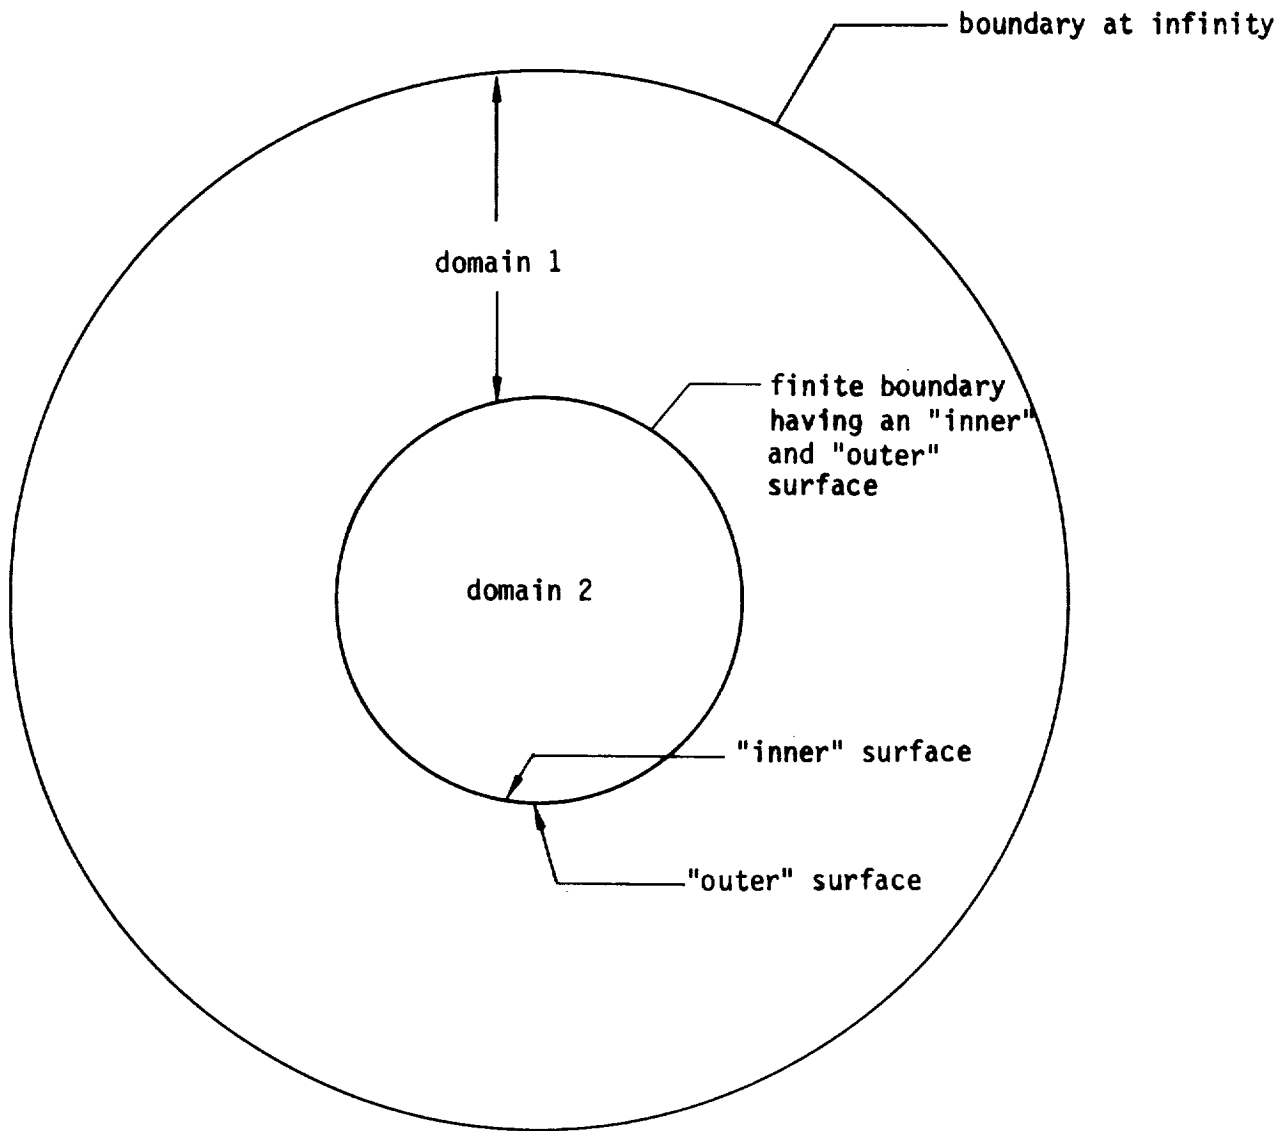 boundary at infinity
domain 1
finite boundary
having an "inner"
and "outer"
surface
domain 2
"inner" surface
"outer" surface